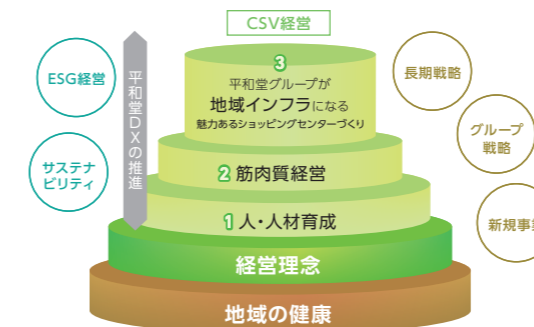 CSV経営
3
平和堂グループが
地域インフラになる
魅力あるショッピングセンターづくり
2 筋肉質経営
1 人・人材育成
経営理念
地域の健康
平和堂DXの推進
ESG経営
サステナ
ビリティ
長期戦略
グループ
戦略
新規事